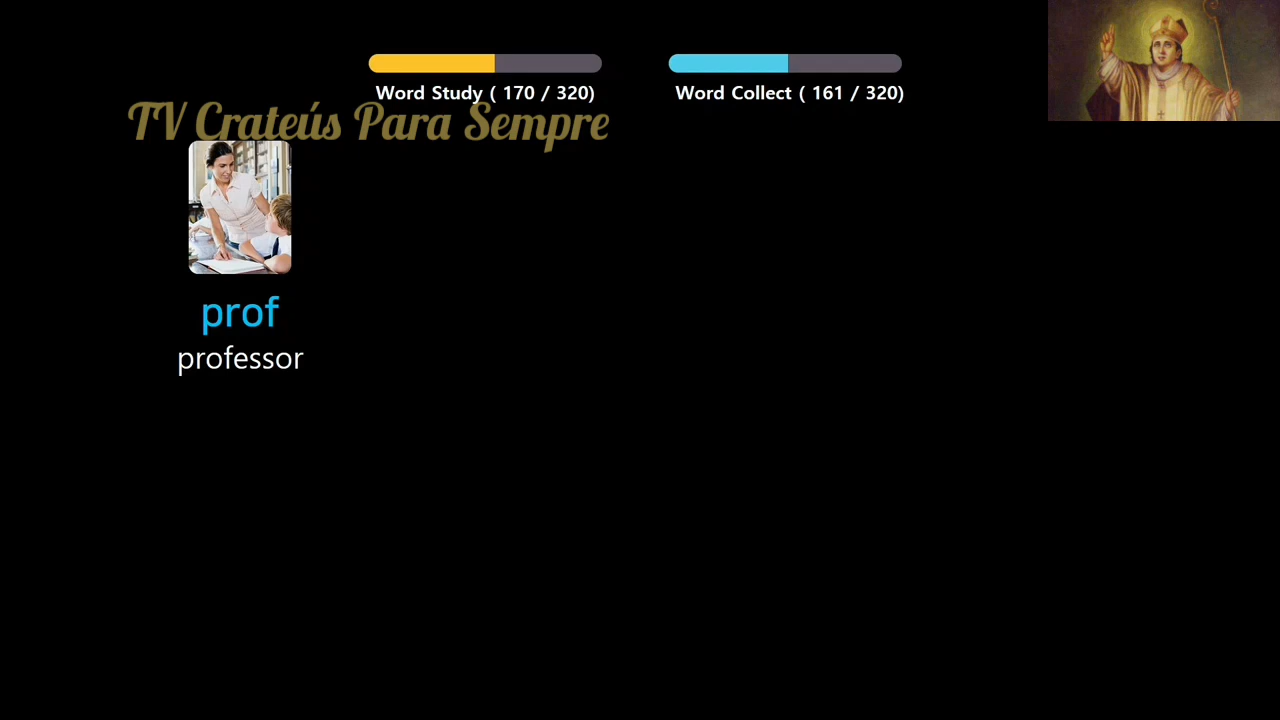 Word Study ( 170 / 320)
Word Collect ( 161 / 320)
TV Crateús Para Sempre
prof
professor